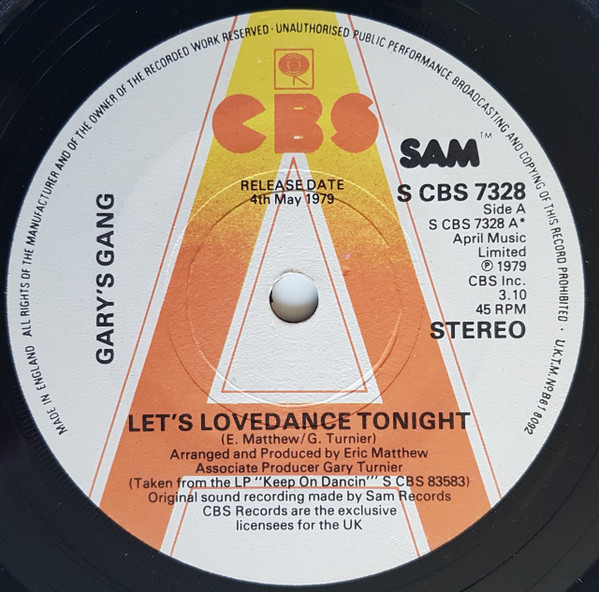 MADE IN ENGLAND ALL RIGHTS OF THE MANUFACTURER AND OF THE OWNER OF THE RECORDED WORK RESERVED · UNAUTHORISED PUBLIC PERFORMANCE BROADCASTING AND COPYING OF THIS RECORD PROHIBITED · U.K.T.M. Nº B618092
CBS
SAM™
RELEASE DATE
4th May 1979
S CBS 7328
Side A
S CBS 7328 A*
April Music
Limited
℗ 1979
CBS Inc.
3.10
45 RPM
STEREO
GARY'S GANG
A
LET'S LOVEDANCE TONIGHT
(E. Matthew/G. Turnier)
Arranged and Produced by Eric Matthew
Associate Producer Gary Turnier
(Taken from the LP "Keep On Dancin'" S CBS 83583)
Original sound recording made by Sam Records
CBS Records are the exclusive
licensees for the UK